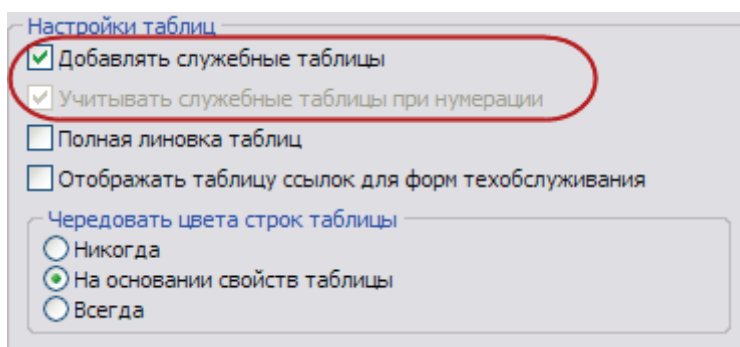 Настройки таблиц
Добавлять служебные таблицы
Учитывать служебные таблицы при нумерации
Полная линовка таблиц
Отображать таблицу ссылок для форм техобслуживания
Чередовать цвета строк таблицы
Никогда
На основании свойств таблицы
Всегда